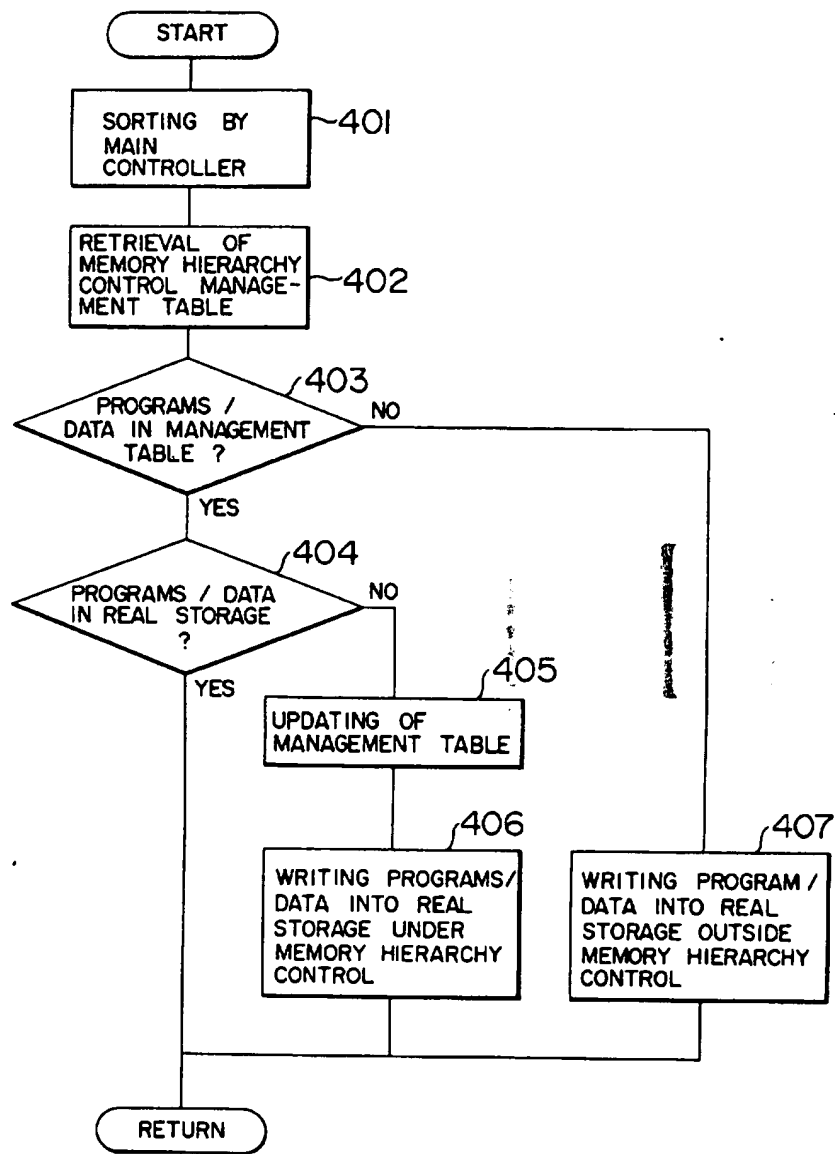 START
SORTING BY
MAIN
CONTROLLER
401
RETRIEVAL OF
MEMORY HIERARCHY
CONTROL MANAGE-
MENT TABLE
402
403
PROGRAMS /
DATA IN MANAGEMENT
TABLE ?
NO
YES
404
PROGRAMS / DATA
IN REAL STORAGE
?
NO
YES
405
UPDATING OF
MANAGEMENT TABLE
406
WRITING PROGRAMS/
DATA INTO REAL
STORAGE UNDER
MEMORY HIERARCHY
CONTROL
407
WRITING PROGRAM /
DATA INTO REAL
STORAGE OUTSIDE
MEMORY HIERARCHY
CONTROL
RETURN